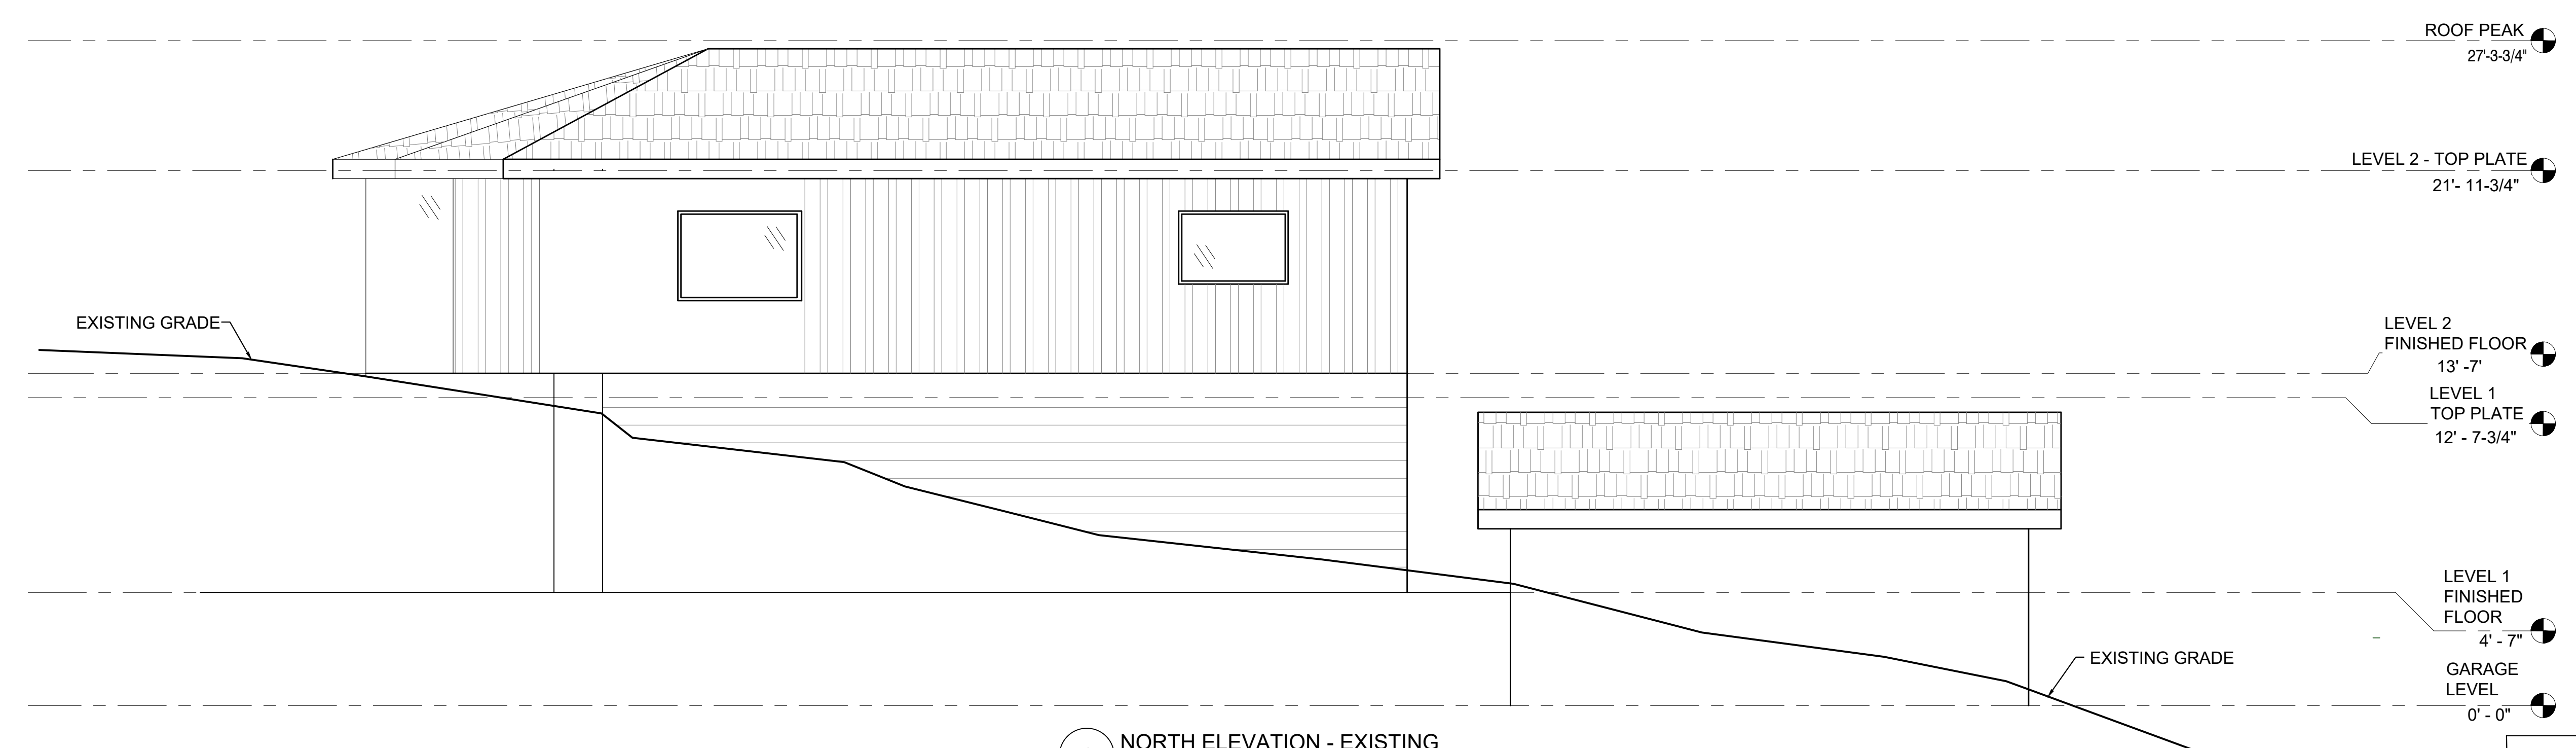 ROOF PEAK
27'-3-3/4"
LEVEL 2 - TOP PLATE
21'- 11-3/4"
EXISTING GRADE
LEVEL 2
FINISHED FLOOR
13' -7'
LEVEL 1
TOP PLATE
12' - 7-3/4"
LEVEL 1
FINISHED
FLOOR
4' - 7"
EXISTING GRADE
GARAGE
LEVEL
0' - 0"
NORTH ELEVATION - EXISTING